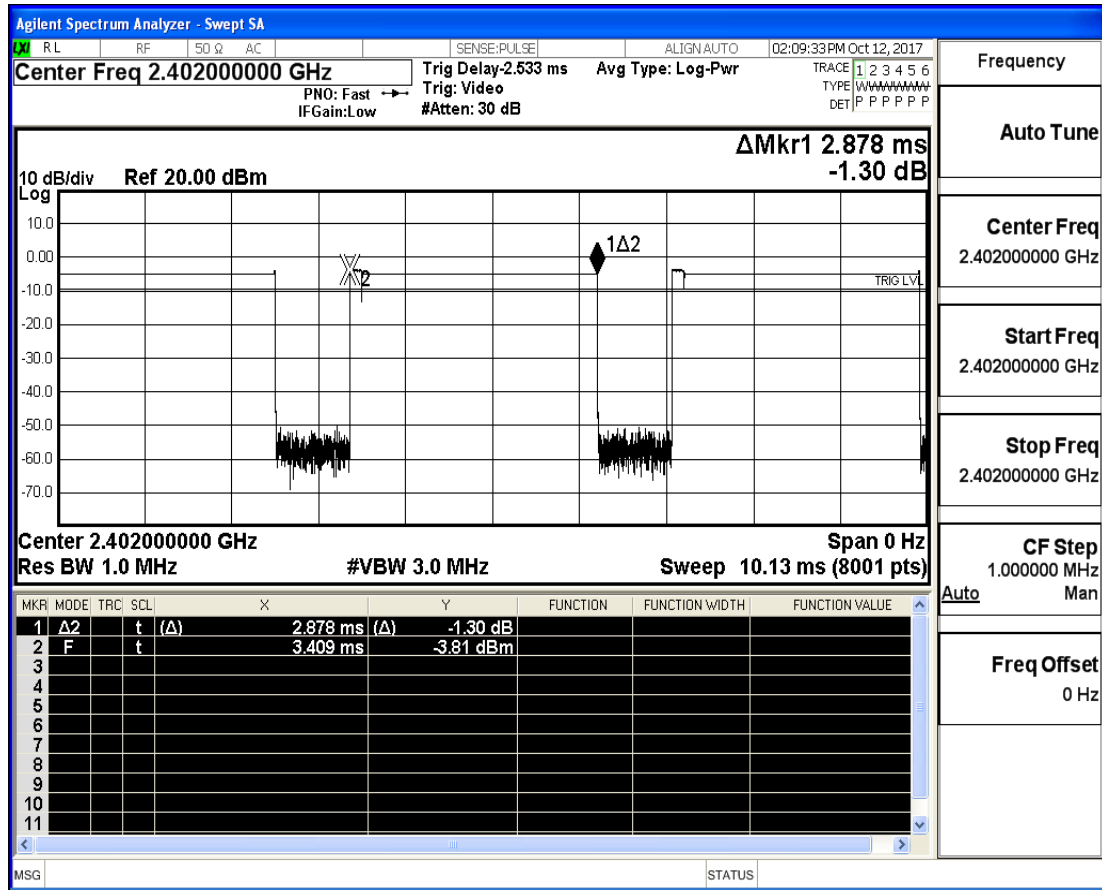 Agilent Spectrum Analyzer - Swept SA
LXI RL RF 50 Ω AC SENSE:PULSE ALIGN AUTO 02:09:33 PM Oct 12, 2017
Center Freq 2.402000000 GHz
PNO: Fast
IFGain:Low
Trig Delay-2.533 ms
Trig: Video
#Atten: 30 dB
Avg Type: Log-Pwr
TRACE 1 2 3 4 5 6
TYPE WWWWWW
DET P P P P P P
ΔMkr1 2.878 ms
-1.30 dB
10 dB/div Ref 20.00 dBm
Log
10.0
0.00
-10.0
-20.0
-30.0
-40.0
-50.0
-60.0
-70.0
1Δ2
2
TRIG LVL
Center 2.402000000 GHz Span 0 Hz
Res BW 1.0 MHz #VBW 3.0 MHz Sweep 10.13 ms (8001 pts)
MKR MODE TRC SCL X Y FUNCTION FUNCTION WIDTH FUNCTION VALUE
1 Δ2 t (Δ) 2.878 ms (Δ) -1.30 dB
2 F t 3.409 ms -3.81 dBm
3
4
5
6
7
8
9
10
11
MSG STATUS
Frequency
Auto Tune
Center Freq
2.402000000 GHz
Start Freq
2.402000000 GHz
Stop Freq
2.402000000 GHz
CF Step
1.000000 MHz
Auto Man
Freq Offset
0 Hz